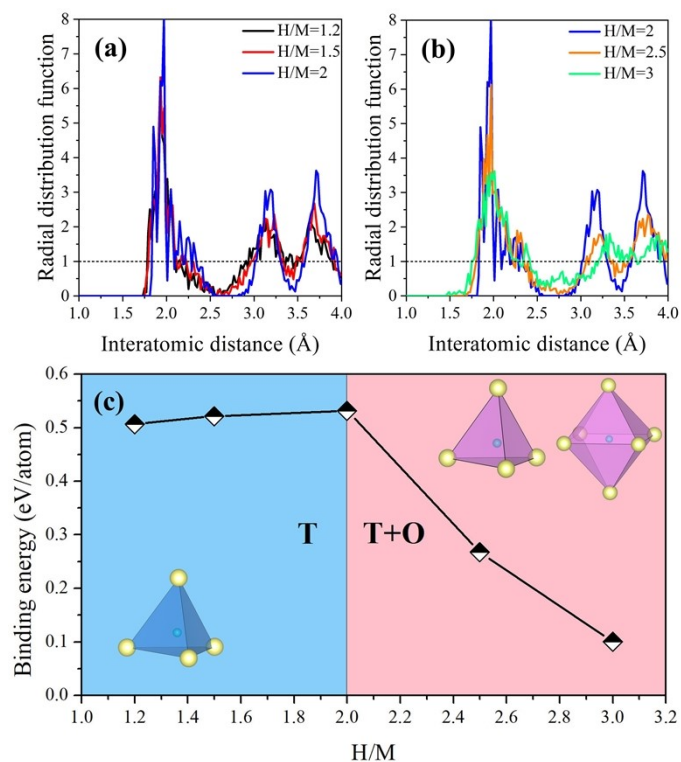 (a)
H/M=1.2
H/M=1.5
H/M=2
Radial distribution function
8
7
6
5
4
3
2
1
0
1.0 1.5 2.0 2.5 3.0 3.5 4.0
Interatomic distance (Å)
(b)
H/M=2
H/M=2.5
H/M=3
Radial distribution function
8
7
6
5
4
3
2
1
0
1.0 1.5 2.0 2.5 3.0 3.5 4.0
Interatomic distance (Å)
(c)
Binding energy (eV/atom)
0.6
0.5
0.4
0.3
0.2
0.1
0.0
T T+O
1.0 1.2 1.4 1.6 1.8 2.0 2.2 2.4 2.6 2.8 3.0 3.2
H/M